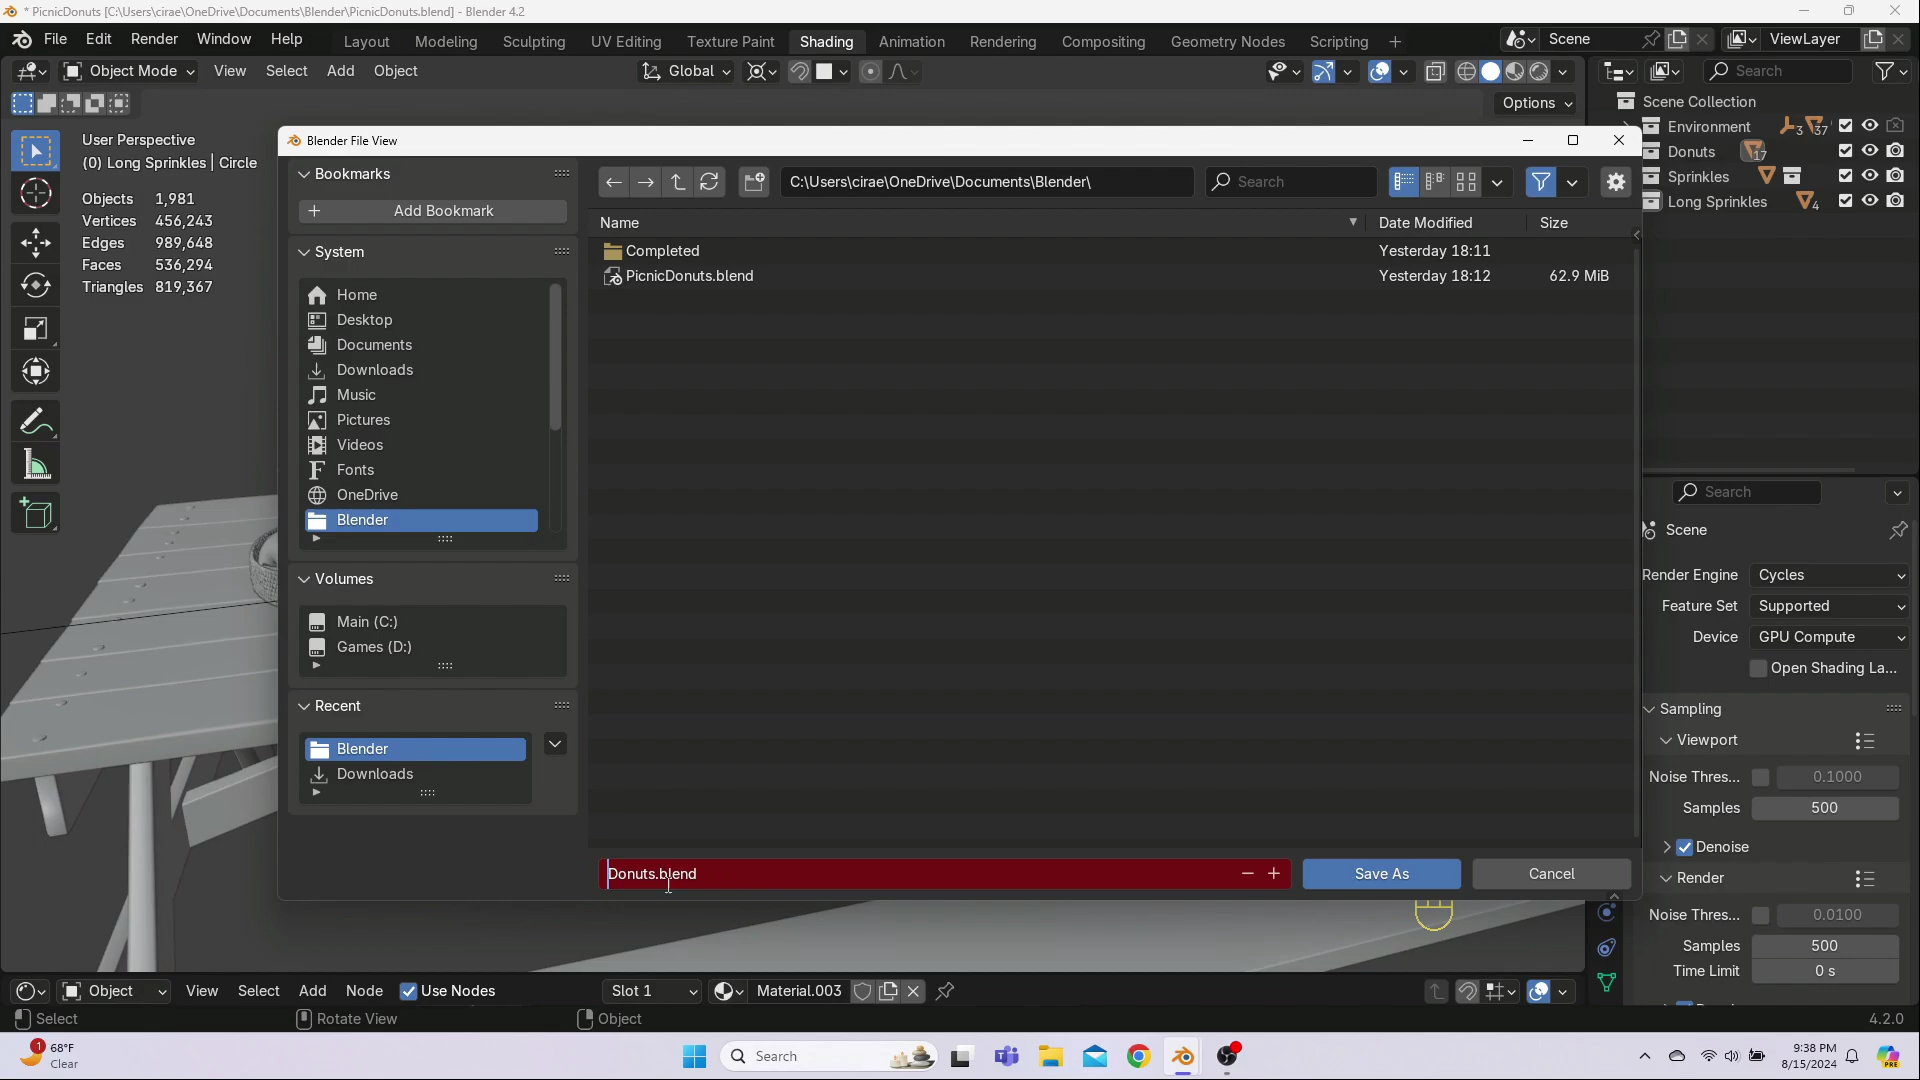 * PicnicDonuts [C:\Users\cirae\OneDrive\Documents\Blender\PicnicDonuts.blend] - Blender 4.2
File Edit Render Window Help Layout Modeling Sculpting UV Editing Texture Paint Shading Animation Rendering Compositing Geometry Nodes Scripting + Scene ViewLayer
Object Mode View Select Add Object Global Search
Options
Scene Collection
Environment 3 37
Donuts 17
Sprinkles
Long Sprinkles 4
User Perspective
(0) Long Sprinkles | Circle
Objects 1,981
Vertices 456,243
Edges 989,648
Faces 536,294
Triangles 819,367
Blender File View
Bookmarks
+ Add Bookmark
C:\Users\cirae\OneDrive\Documents\Blender\ Search
System
Home
Desktop
Documents
Downloads
Music
Pictures
Videos
Fonts
OneDrive
Blender
Volumes
Main (C:)
Games (D:)
Recent
Blender
Downloads
Name Date Modified Size
Completed Yesterday 18:11
PicnicDonuts.blend Yesterday 18:12 62.9 MiB
Donuts.blend Save As Cancel
Search
Scene
Render Engine Cycles
Feature Set Supported
Device GPU Compute
Open Shading La...
Sampling
Viewport
Noise Thres... 0.1000
Samples 500
Denoise
Render
Noise Thres... 0.0100
Samples 500
Time Limit 0 s
Object View Select Add Node Use Nodes Slot 1 Material.003
Select Rotate View Object 4.2.0
1 68°F
Clear
Search
9:38 PM
8/15/2024
PRE